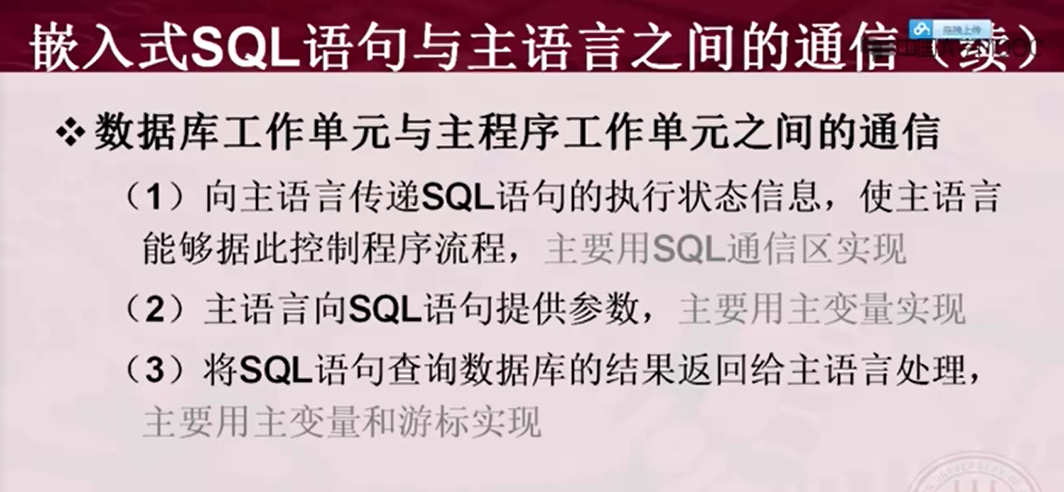 嵌入式SQL语句与主语言之间的通信（续）
拖拽上传
❖数据库工作单元与主程序工作单元之间的通信
（1）向主语言传递SQL语句的执行状态信息，使主语言
能够据此控制程序流程，主要用SQL通信区实现
（2）主语言向SQL语句提供参数，主要用主变量实现
（3）将SQL语句查询数据库的结果返回给主语言处理，
主要用主变量和游标实现